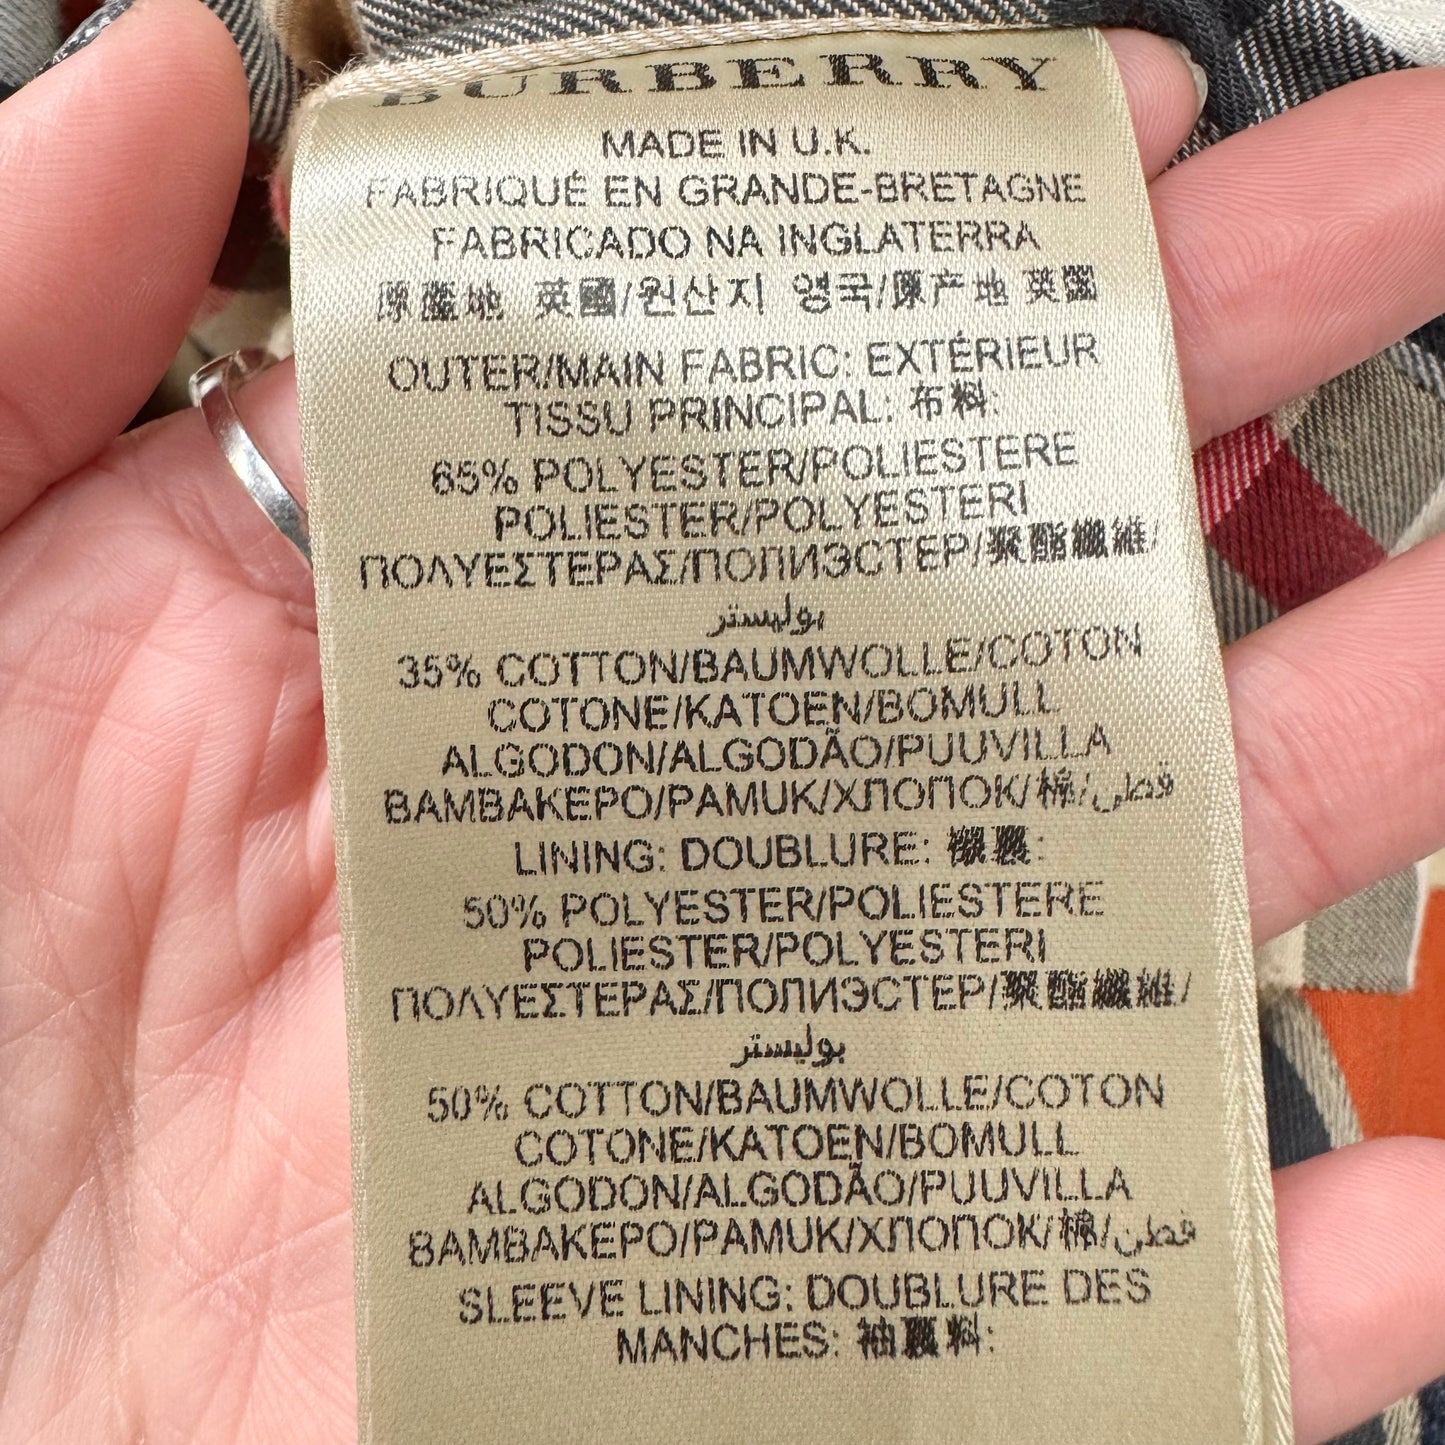 BURBERRY
MADE IN U.K.
FABRIQUÉ EN GRANDE-BRETAGNE
FABRICADO NA INGLATERRA
原產地 英國/원산지 영국/原产地 英國
OUTER/MAIN FABRIC: EXTÉRIEUR
TISSU PRINCIPAL: 布料:
65% POLYESTER/POLIESTERE
POLIESTER/POLYESTERI
ΠΟΛΥΕΣΤΕΡΑΣ/ПОЛИЭСТЕР/聚酯纖維/
بوليستر
35% COTTON/BAUMWOLLE/COTON
COTONE/KATOEN/BOMULL
ALGODON/ALGODÃO/PUUVILLA
ΒΑΜΒΑΚΕΡΟ/PAMUK/ХЛОПОК/棉/قطن
LINING: DOUBLURE: 襯裏:
50% POLYESTER/POLIESTERE
POLIESTER/POLYESTERI
ΠΟΛΥΕΣΤΕΡΑΣ/ПОЛИЭСТЕР/聚酯纖維/
بوليستر
50% COTTON/BAUMWOLLE/COTON
COTONE/KATOEN/BOMULL
ALGODON/ALGODÃO/PUUVILLA
ΒΑΜΒΑΚΕΡΟ/PAMUK/ХЛОПОК/棉/قطن
SLEEVE LINING: DOUBLURE DES
MANCHES: 袖裏料: